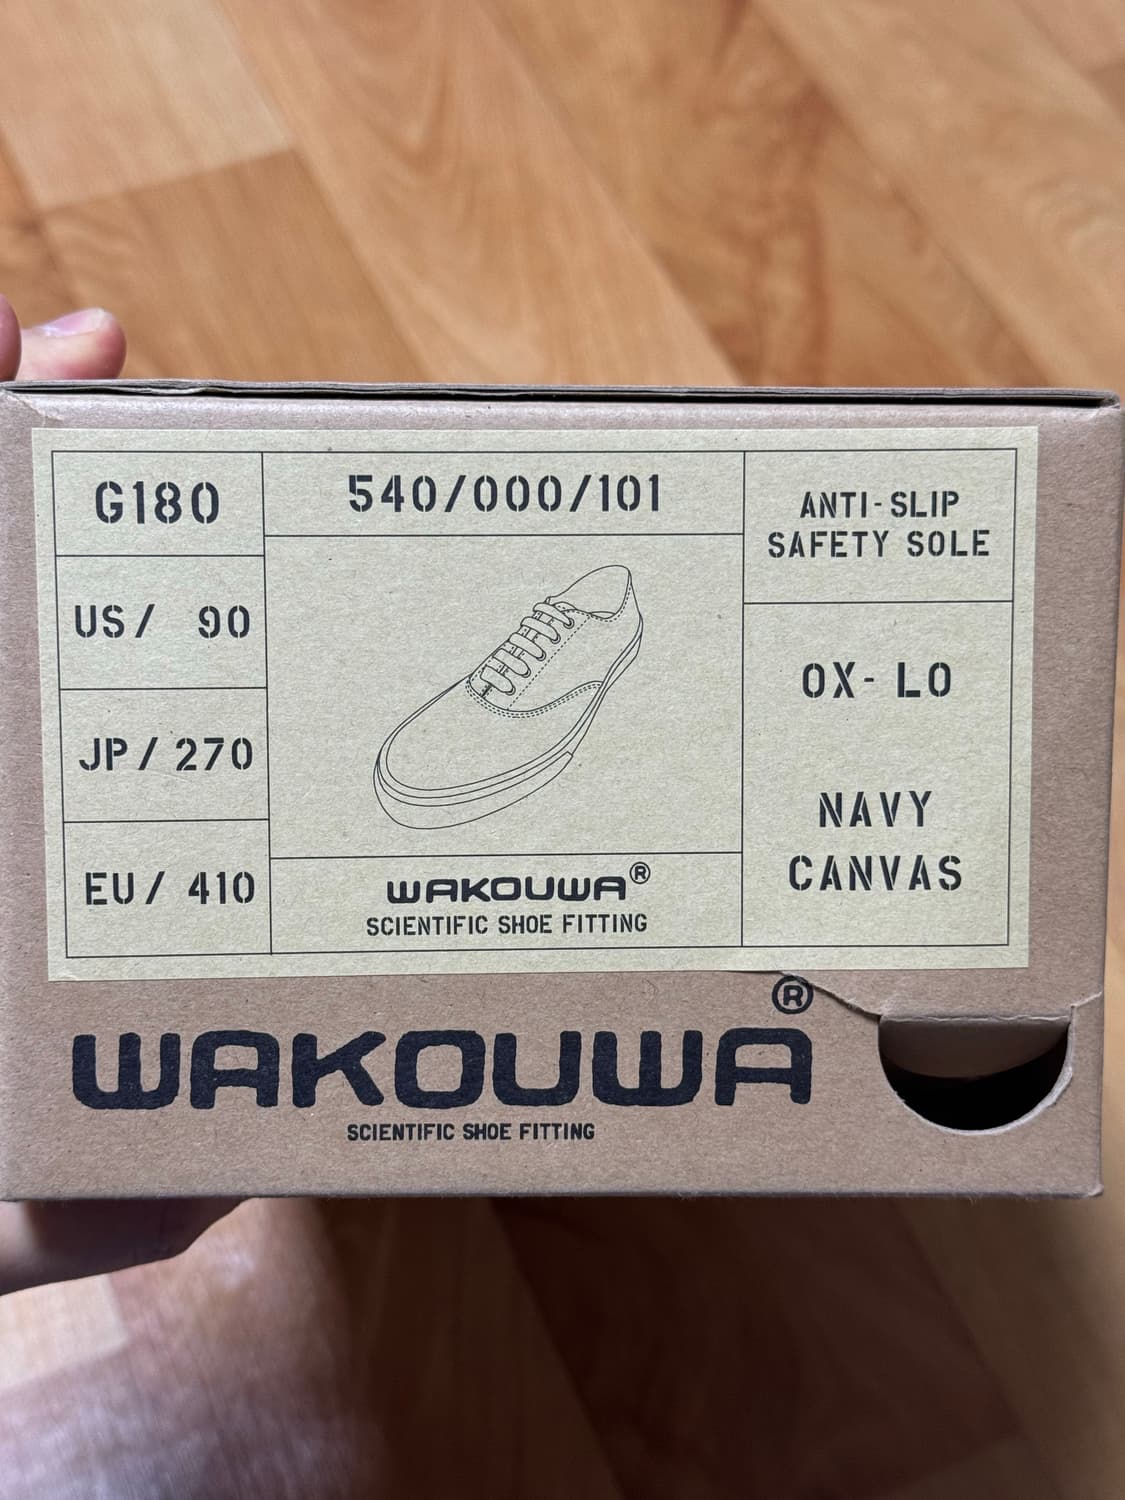 G180
US/ 90
JP/ 270
EU/ 410
540/000/101
WAKOUWA®
SCIENTIFIC SHOE FITTING
ANTI-SLIP
SAFETY SOLE
OX-LO
NAVY
CANVAS
WAKOUWA®
SCIENTIFIC SHOE FITTING